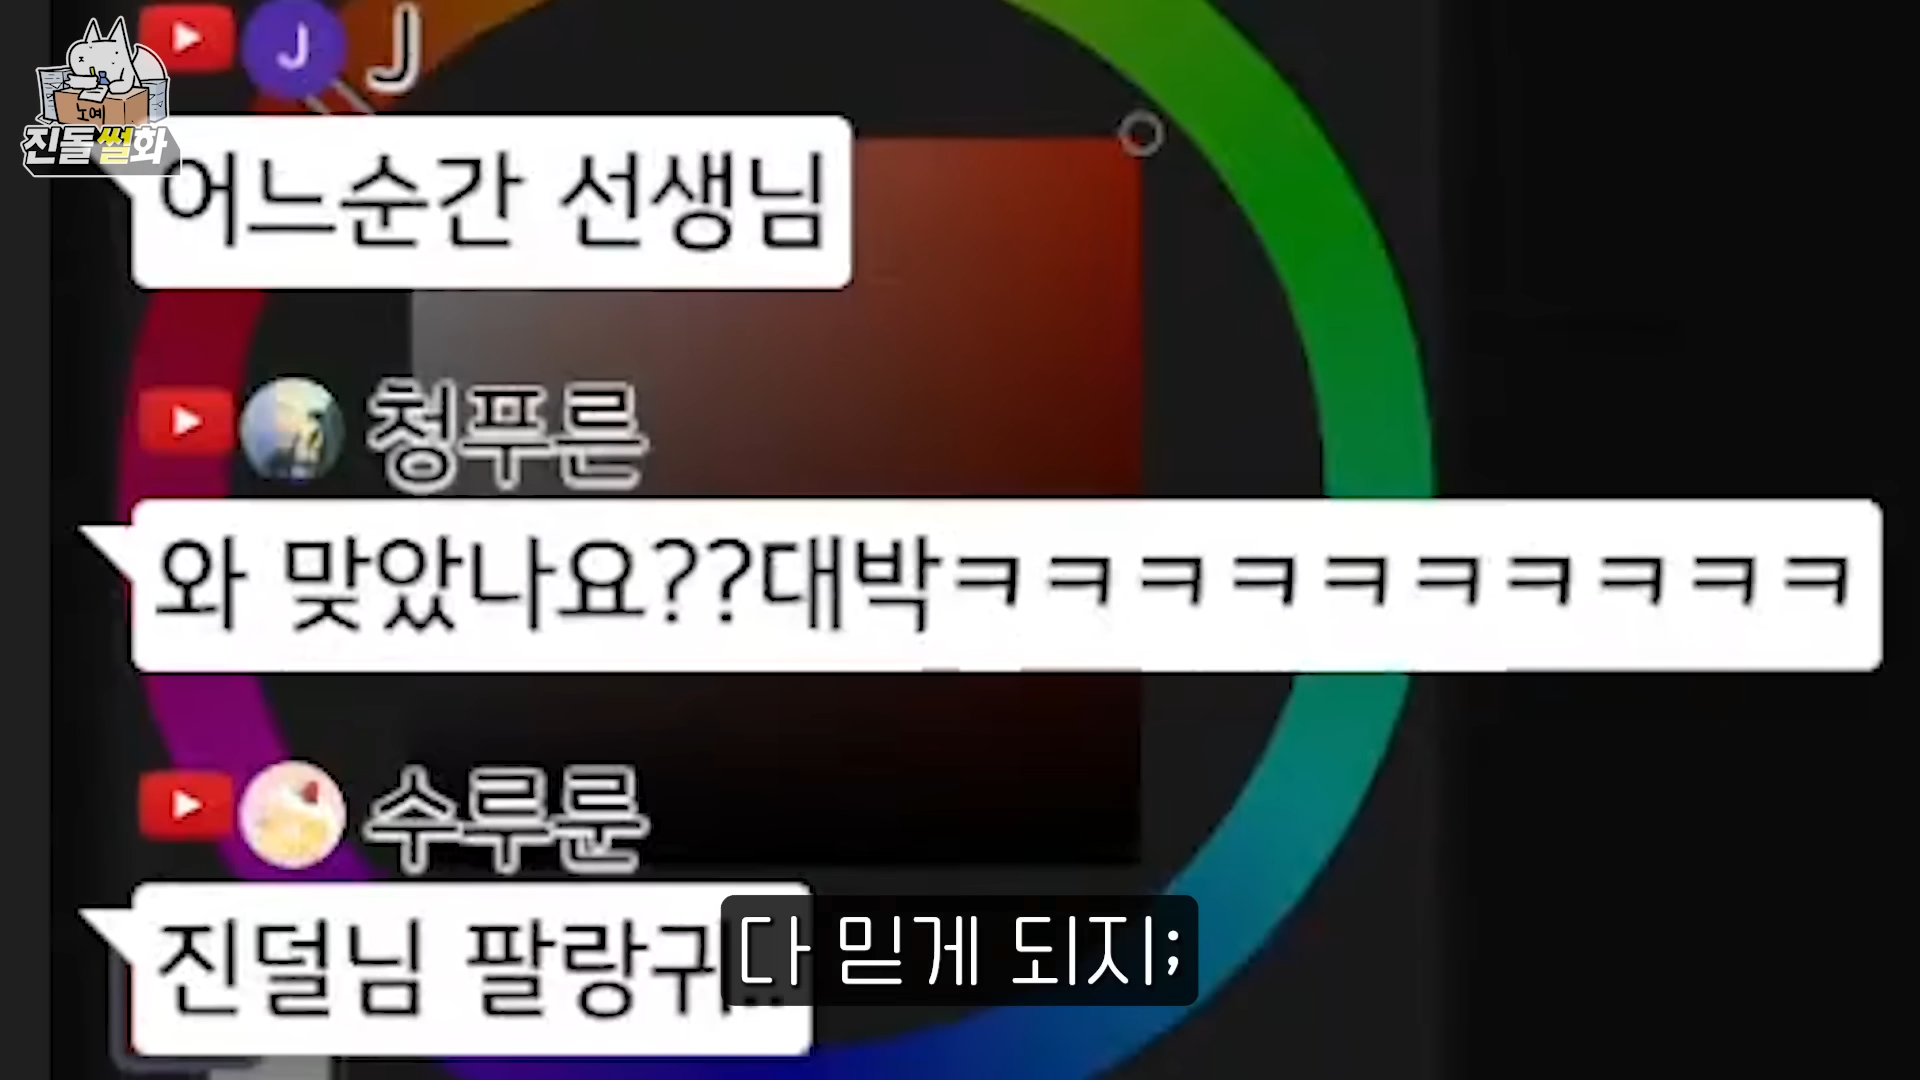 J
J
노예
진돌썰화
어느순간 선생님
청푸른
와 맞았나요??대박ㅋㅋㅋㅋㅋㅋㅋㅋㅋㅋ
수루룬
진덜님 팔랑귀..
다 믿게 되지;